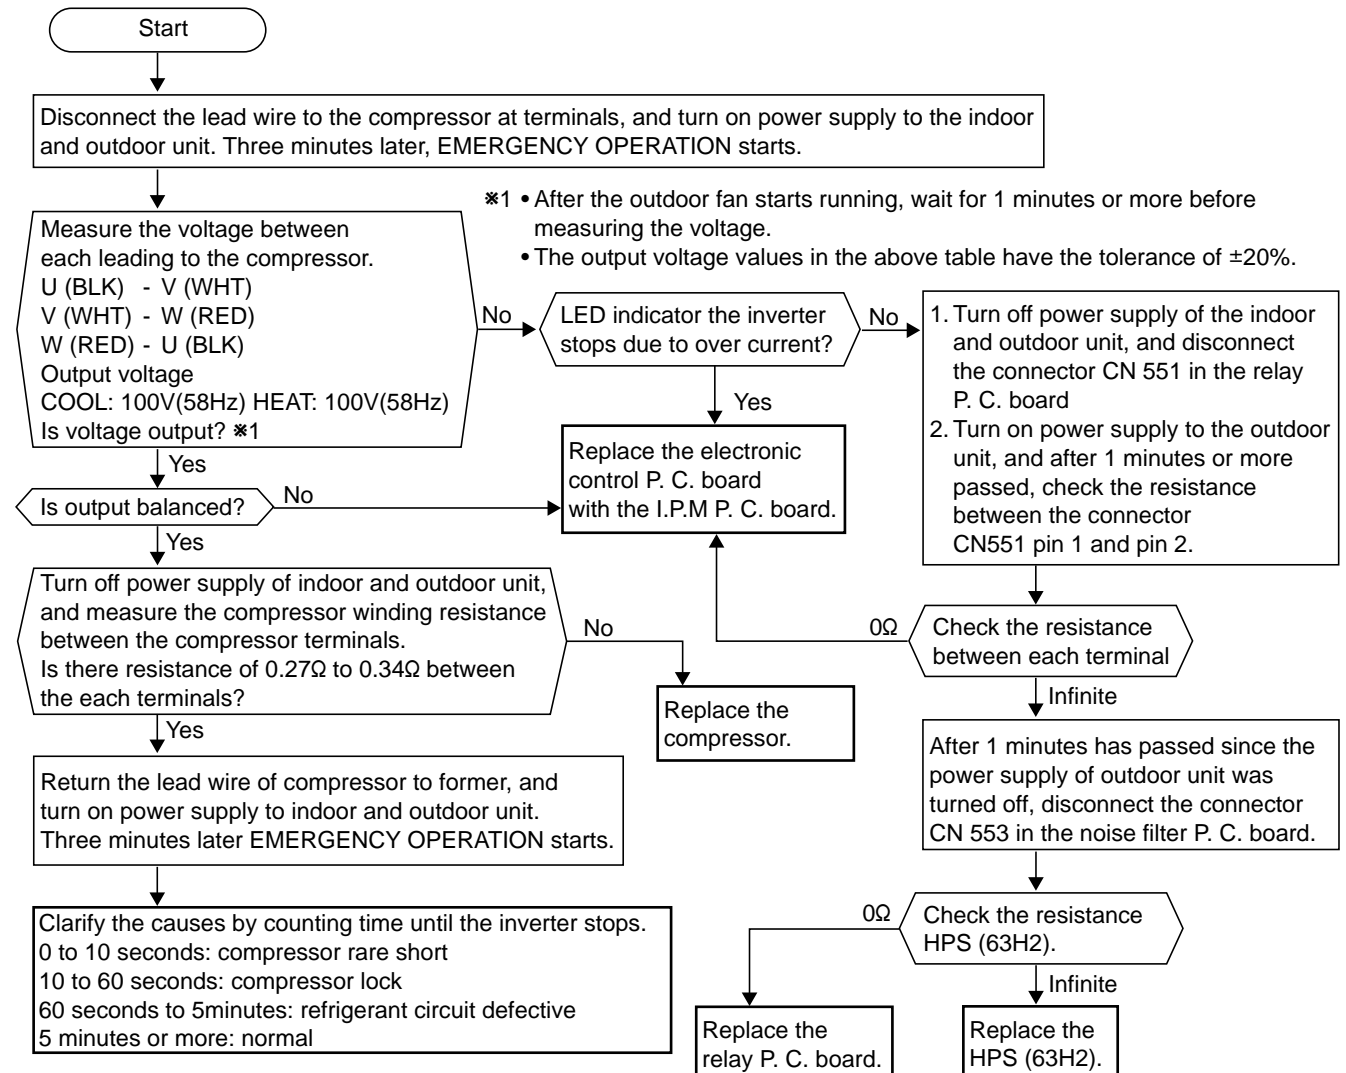 Start
Disconnect the lead wire to the compressor at terminals, and turn on power supply to the indoor
and outdoor unit. Three minutes later, EMERGENCY OPERATION starts.
※1 • After the outdoor fan starts running, wait for 1 minutes or more before
measuring the voltage.
• The output voltage values in the above table have the tolerance of ±20%.
Measure the voltage between
each leading to the compressor.
U (BLK) - V (WHT)
V (WHT) - W (RED)
W (RED) - U (BLK)
Output voltage
COOL: 100V(58Hz) HEAT: 100V(58Hz)
Is voltage output? ※1
No
LED indicator the inverter
stops due to over current?
No
1. Turn off power supply of the indoor
and outdoor unit, and disconnect
the connector CN 551 in the relay
P. C. board
2. Turn on power supply to the outdoor
unit, and after 1 minutes or more
passed, check the resistance
between the connector
CN551 pin 1 and pin 2.
Yes
Replace the electronic
control P. C. board
with the I.P.M P. C. board.
Yes
Is output balanced?
No
Yes
Turn off power supply of indoor and outdoor unit,
and measure the compressor winding resistance
between the compressor terminals.
Is there resistance of 0.27Ω to 0.34Ω between
the each terminals?
No
Replace the
compressor.
0Ω
Check the resistance
between each terminal
Infinite
Yes
Return the lead wire of compressor to former, and
turn on power supply to indoor and outdoor unit.
Three minutes later EMERGENCY OPERATION starts.
After 1 minutes has passed since the
power supply of outdoor unit was
turned off, disconnect the connector
CN 553 in the noise filter P. C. board.
Clarify the causes by counting time until the inverter stops.
0 to 10 seconds: compressor rare short
10 to 60 seconds: compressor lock
60 seconds to 5minutes: refrigerant circuit defective
5 minutes or more: normal
0Ω
Check the resistance
HPS (63H2).
Infinite
Replace the
relay P. C. board.
Replace the
HPS (63H2).